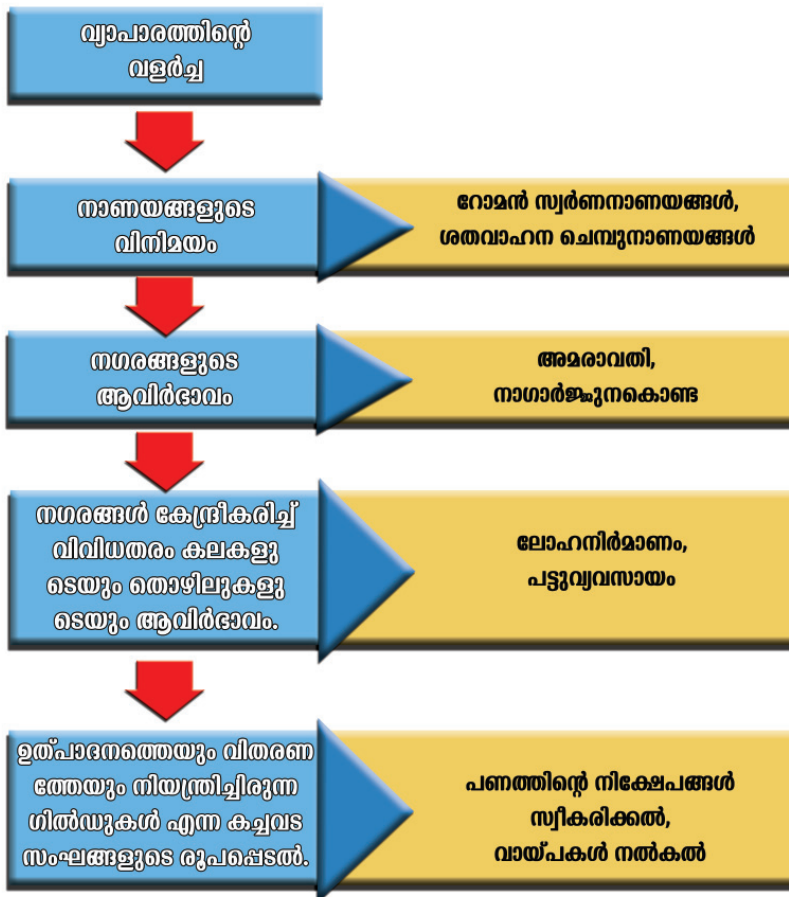 വ്യാപാരത്തിന്റെ
വളർച്ച
നാണയങ്ങളുടെ
വിനിമയം
റോമൻ സ്വർണനാണയങ്ങൾ,
ശതവാഹന ചെമ്പുനാണയങ്ങൾ
നഗരങ്ങളുടെ
ആവിർഭാവം
അമരാവതി,
നാഗാർജ്ജുനകൊണ്ട
നഗരങ്ങൾ കേന്ദ്രീകരിച്ച്
വിവിധതരം കലകളു
ടെയും തൊഴിലുകളു
ടെയും ആവിർഭാവം.
ലോഹനിർമാണം,
പട്ടുവ്യവസായം
ഉത്പാദനത്തെയും വിതരണ
ത്തേയും നിയന്ത്രിച്ചിരുന്ന
ഗിൽഡുകൾ എന്ന കച്ചവട
സംഘങ്ങളുടെ രൂപപ്പെടൽ.
പണത്തിന്റെ നിക്ഷേപങ്ങൾ
സ്വീകരിക്കൽ,
വായ്പകൾ നൽകൽ